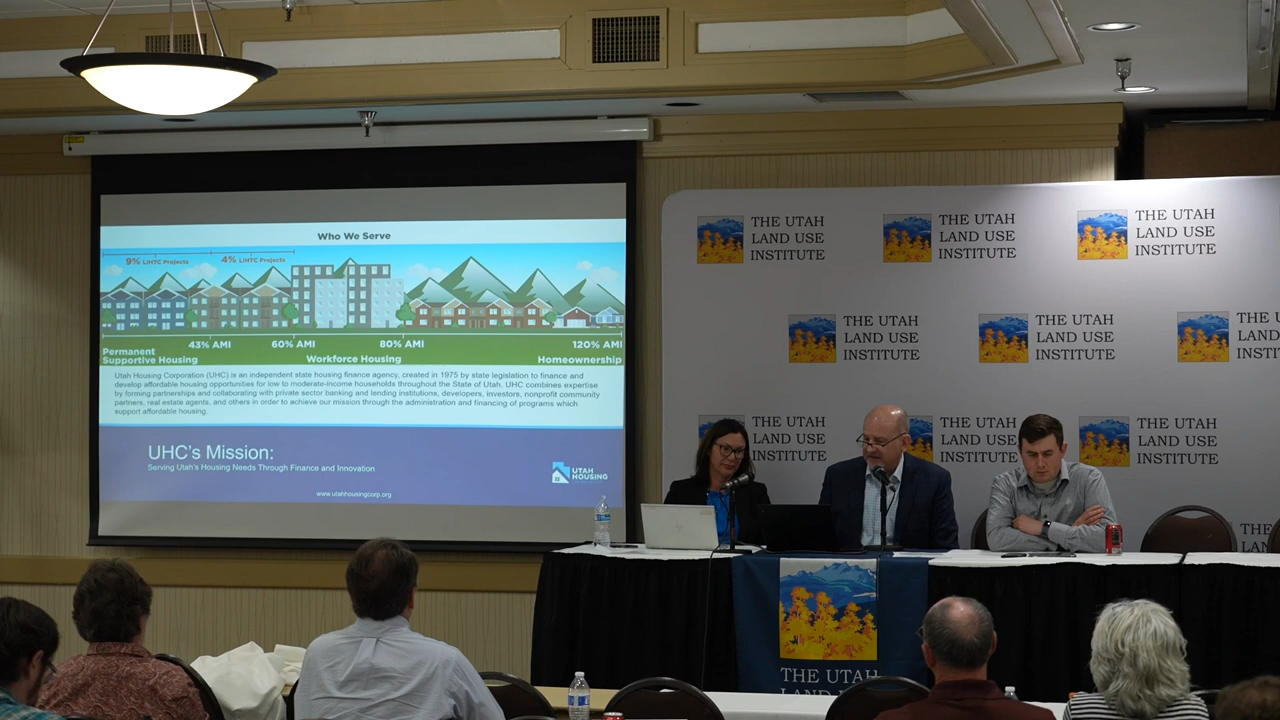 Who We Serve
9% LIHTC Projects
4% LIHTC Projects
43% AMI
60% AMI
80% AMI
120% AMI
Permanent
Supportive Housing
Workforce Housing
Homeownership
Utah Housing Corporation (UHC) is an independent state housing finance agency, created in 1975 by state legislation to finance and
develop affordable housing opportunities for low to moderate-income households throughout the State of Utah. UHC combines expertise
by forming partnerships and collaborating with private sector banking and lending institutions, developers, investors, nonprofit community
partners, real estate agents, and others in order to achieve our mission through the administration and financing of programs which
support affordable housing.
UHC's Mission:
Serving Utah's Housing Needs Through Finance and Innovation
UTAH
HOUSING
www.utahhousingcorp.org
THE UTAH
LAND USE
INSTITUTE
THE UTAH
LAND USE
INSTITUTE
THE UTAH
LAND USE
INSTITUTE
THE UTAH
LAND USE
INSTITUTE
THE UTAH
LAND USE
INSTITUTE
THE U
LAND
INSTIT
THE UTAH
LAND USE
INSTITUTE
THE UTAH
LAND USE
INSTITUTE
THE UTAH
LAND USE
INSTITUTE
THE
LAN
THE UTAH
LAND USE